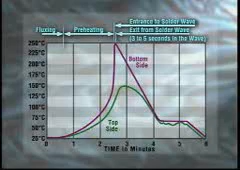 Entrance to Solder Wave
Fluxing
Preheating
Exit from Solder Wave
(3 to 5 seconds in the Wave)
250°C
225°C
200°C
175°C
150°C
125°C
100°C
75°C
50°C
25°C
Bottom
Side
Top
Side
0 1 2 3 4 5 6
TIME in Minutes